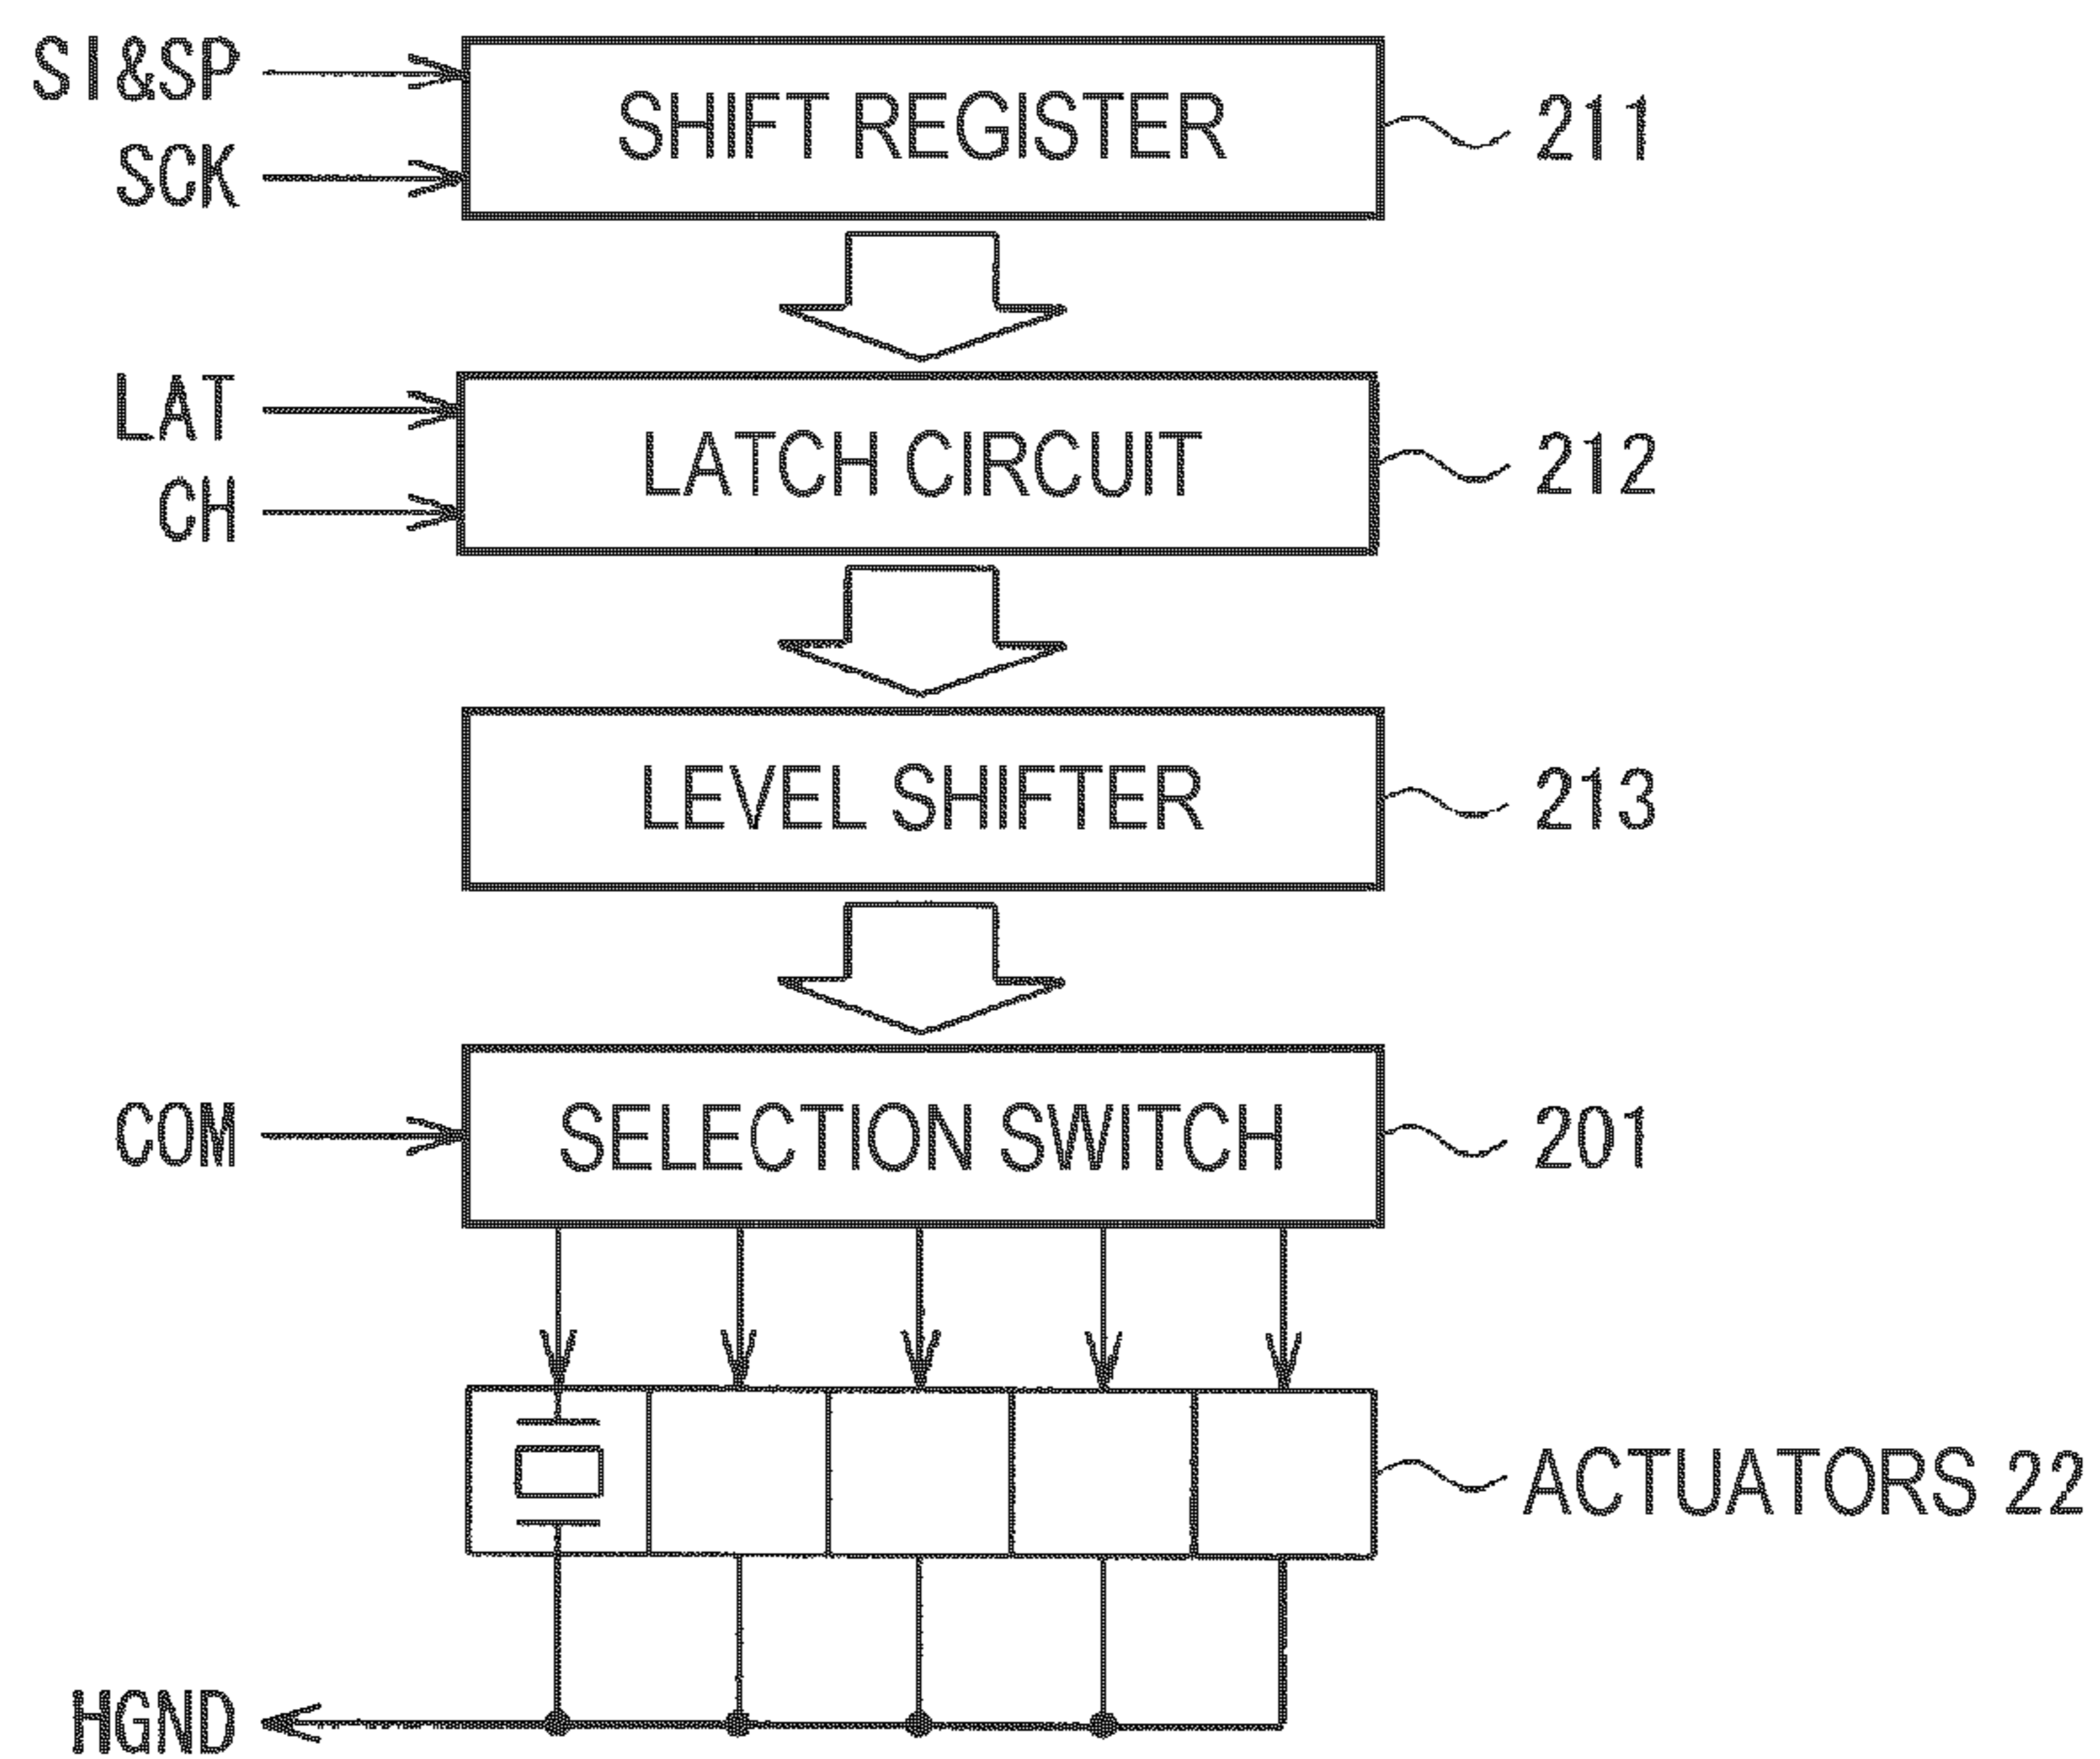 SI&SP
SCK
SHIFT REGISTER
211
LAT
CH
LATCH CIRCUIT
212
LEVEL SHIFTER
213
COM
SELECTION SWITCH
201
ACTUATORS 22
HGND